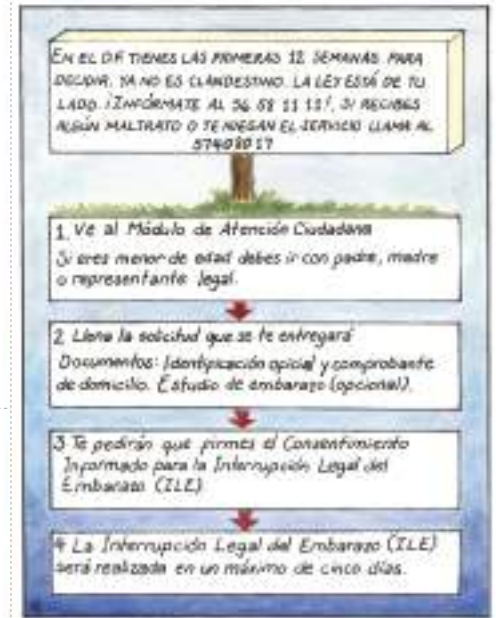 EN EL DF TIENES LAS PRIMERAS 12 SEMANAS PARA
DECIDIR. YA NO ES CLANDESTINO. LA LEY ESTÁ DE TU
LADO. ¡INFÓRMATE AL 56 58 11 11!, SI RECIBES
ALGÚN MALTRATO O TE NIEGAN EL SERVICIO LLAMA AL
1. Ve al Módulo de Atención Ciudadana
Si eres menor de edad debes ir con padre, madre
o representante legal.
2 Llena la solicitud que se te entregará
Documentos: Identificación oficial y comprobante
de domicilio. Estudio de embarazo (opcional).
3 Te pedirán que firmes el Consentimiento
Informado para la Interrupción Legal del
Embarazo (ILE)
4 La Interrupción Legal del Embarazo (ILE)
será realizada en un máximo de cinco días.